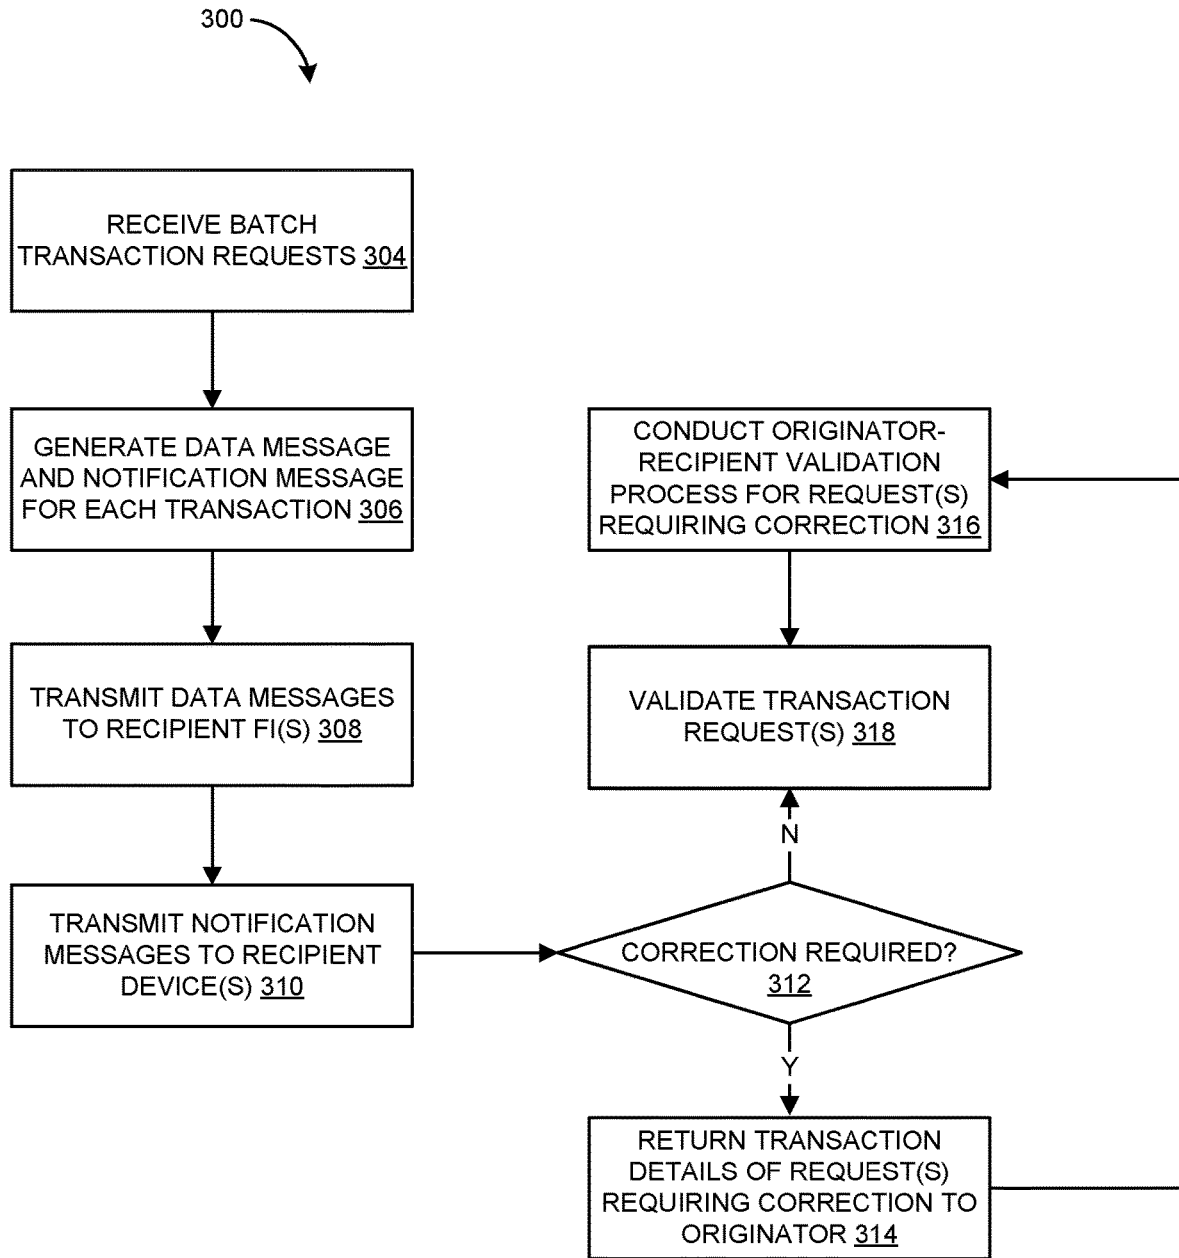 300
RECEIVE BATCH
TRANSACTION REQUESTS 304
GENERATE DATA MESSAGE
AND NOTIFICATION MESSAGE
FOR EACH TRANSACTION 306
TRANSMIT DATA MESSAGES
TO RECIPIENT FI(S) 308
TRANSMIT NOTIFICATION
MESSAGES TO RECIPIENT
DEVICE(S) 310
CONDUCT ORIGINATOR-
RECIPIENT VALIDATION
PROCESS FOR REQUEST(S)
REQUIRING CORRECTION 316
VALIDATE TRANSACTION
REQUEST(S) 318
N
CORRECTION REQUIRED?
312
Y
RETURN TRANSACTION
DETAILS OF REQUEST(S)
REQUIRING CORRECTION TO
ORIGINATOR 314